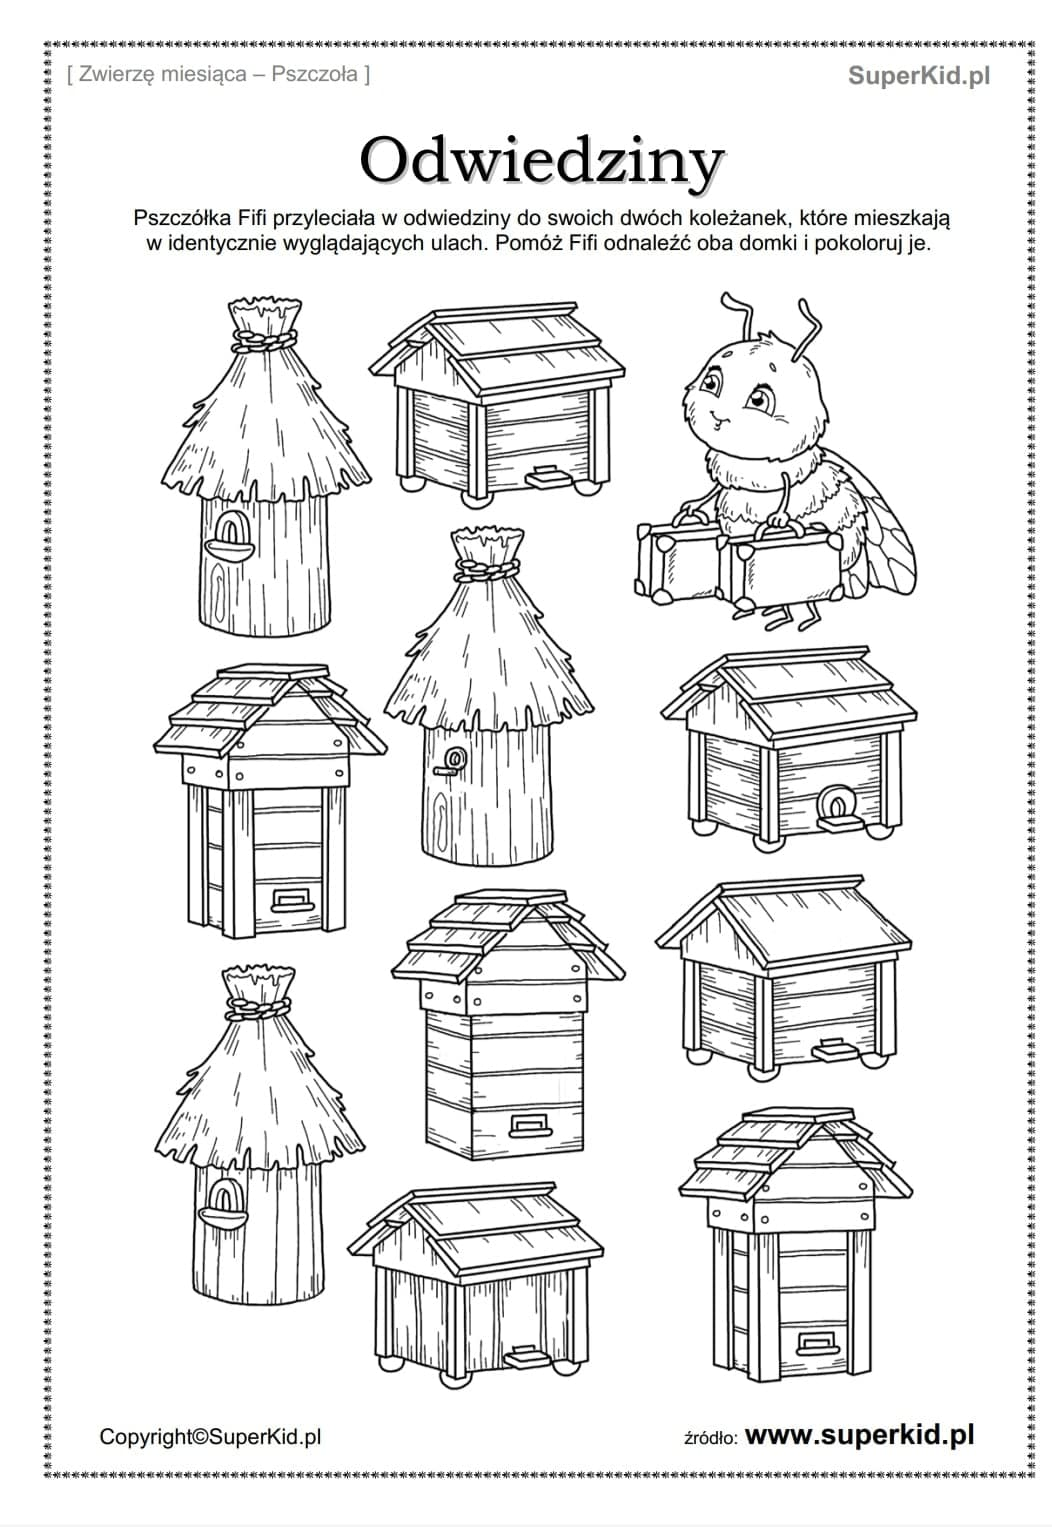 [ Zwierzę miesiąca – Pszczoła ]
SuperKid.pl
Odwiedziny
Pszczółka Fifi przyleciała w odwiedziny do swoich dwóch koleżanek, które mieszkają
w identycznie wyglądających ulach. Pomóż Fifi odnaleźć oba domki i pokoloruj je.
Copyright©SuperKid.pl
źródło: www.superkid.pl